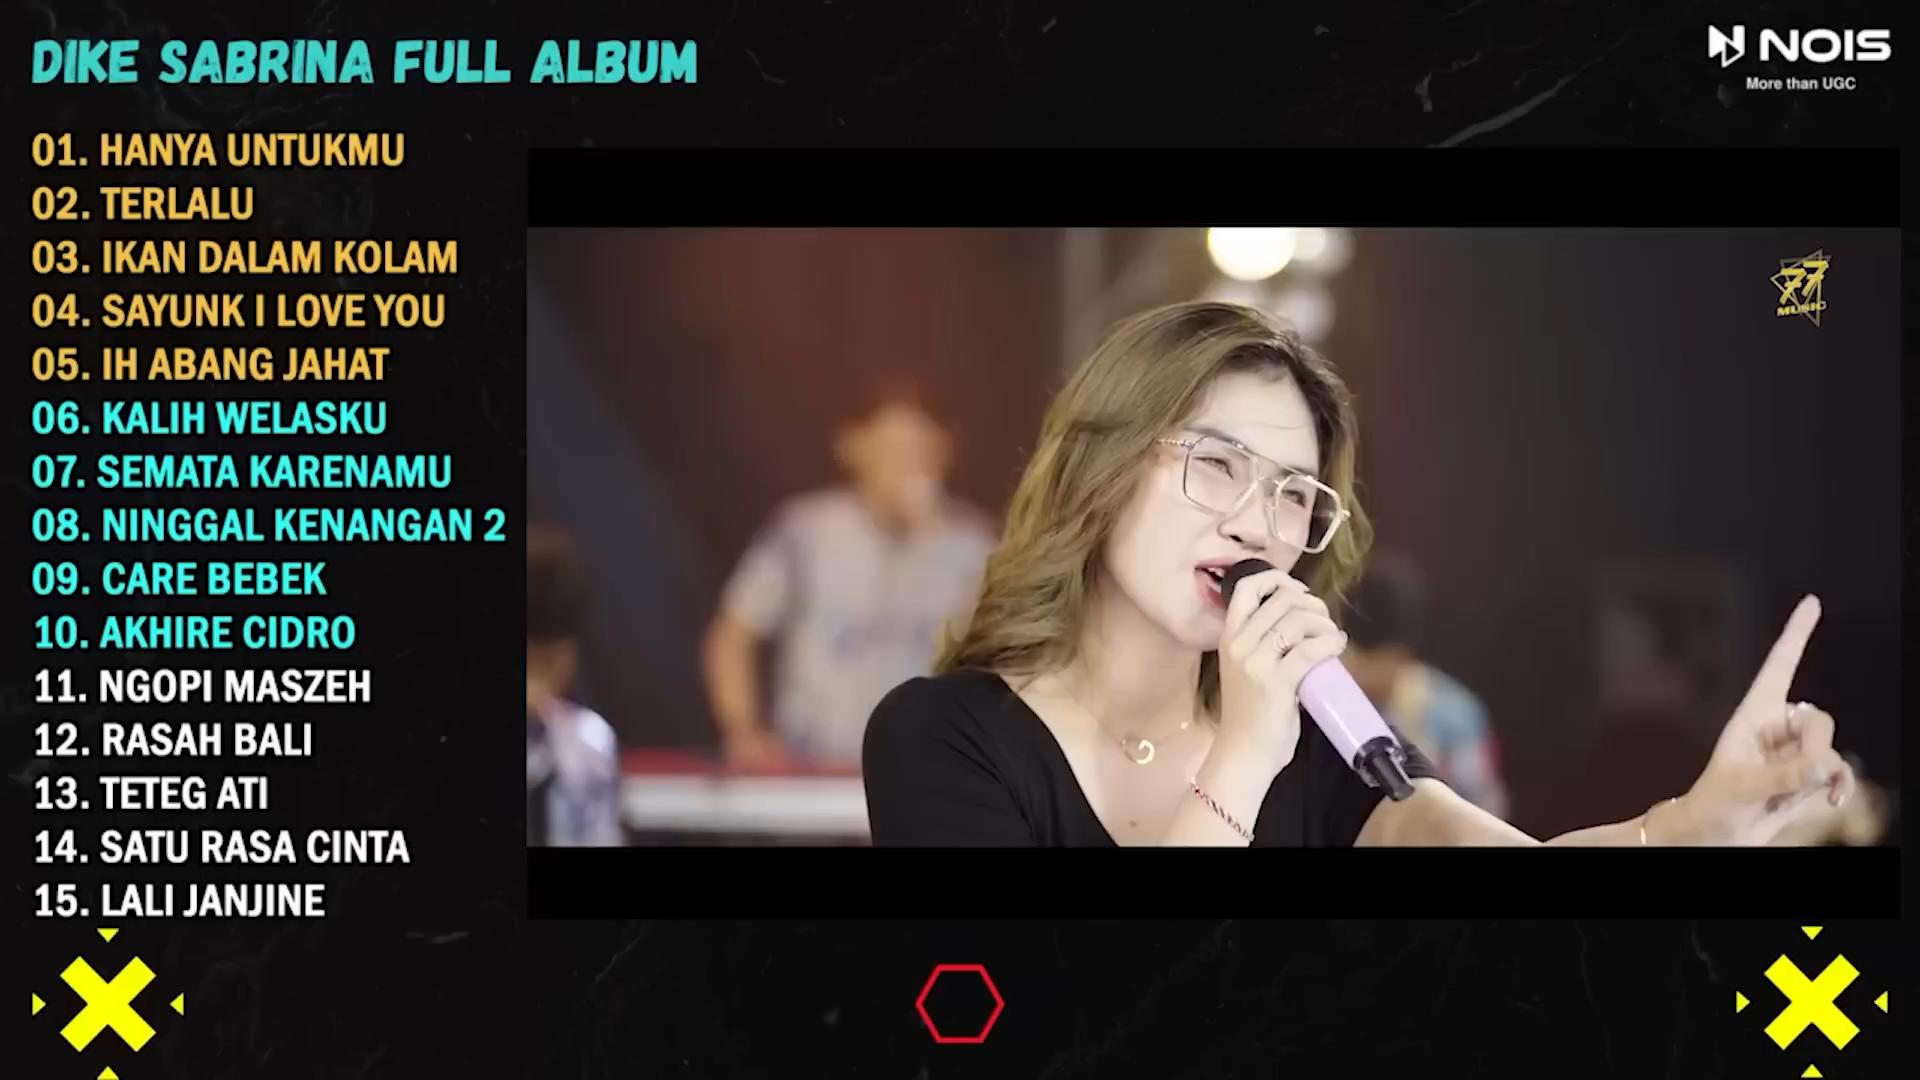 DIKE SABRINA FULL ALBUM
NOIS
More than UGC
01. HANYA UNTUKMU
02. TERLALU
03. IKAN DALAM KOLAM
04. SAYUNK I LOVE YOU
05. IH ABANG JAHAT
06. KALIH WELASKU
07. SEMATA KARENAMU
08. NINGGAL KENANGAN 2
09. CARE BEBEK
10. AKHIRE CIDRO
11. NGOPI MASZEH
12. RASAH BALI
13. TETEG ATI
14. SATU RASA CINTA
15. LALI JANJINE
77
MUSIC